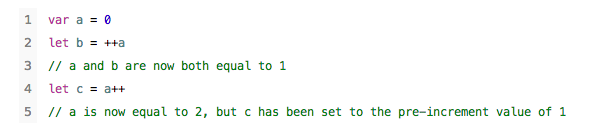 1 var a = 0
2 let b = ++a
3 // a and b are now both equal to 1
4 let c = a++
5 // a is now equal to 2, but c has been set to the pre-increment value of 1